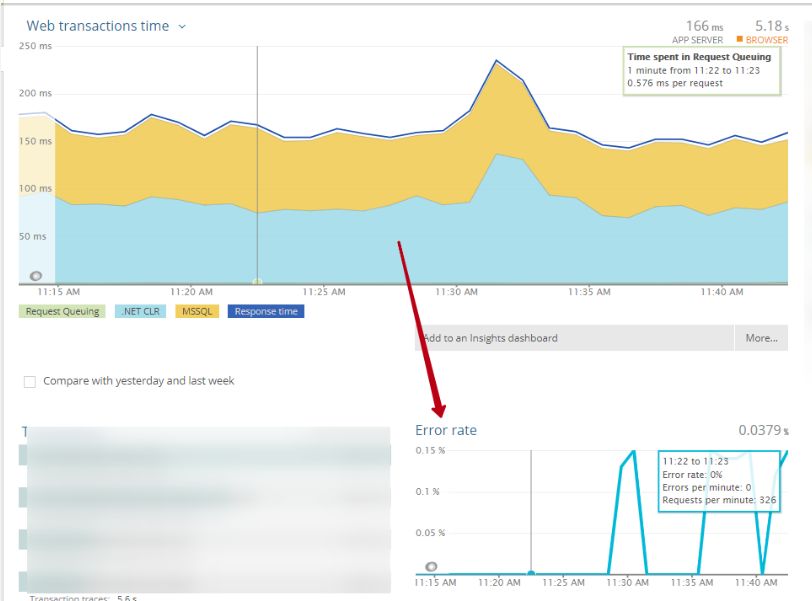 Web transactions time
166 ms
APP SERVER
5.18 s
BROWSER
250 ms
200 ms
150 ms
100 ms
50 ms
Time spent in Request Queuing
1 minute from 11:22 to 11:23
0.576 ms per request
11:15 AM
11:20 AM
11:25 AM
11:30 AM
11:35 AM
11:40 AM
Request Queuing
.NET CLR
MSSQL
Response time
Add to an Insights dashboard
More...
Compare with yesterday and last week
Error rate
0.0379 %
0.15 %
0.1 %
0.05 %
11:22 to 11:23
Error rate: 0%
Errors per minute: 0
Requests per minute: 326
11:15 AM
11:20 AM
11:25 AM
11:30 AM
11:35 AM
11:40 AM
Transaction traces: 5.6 s